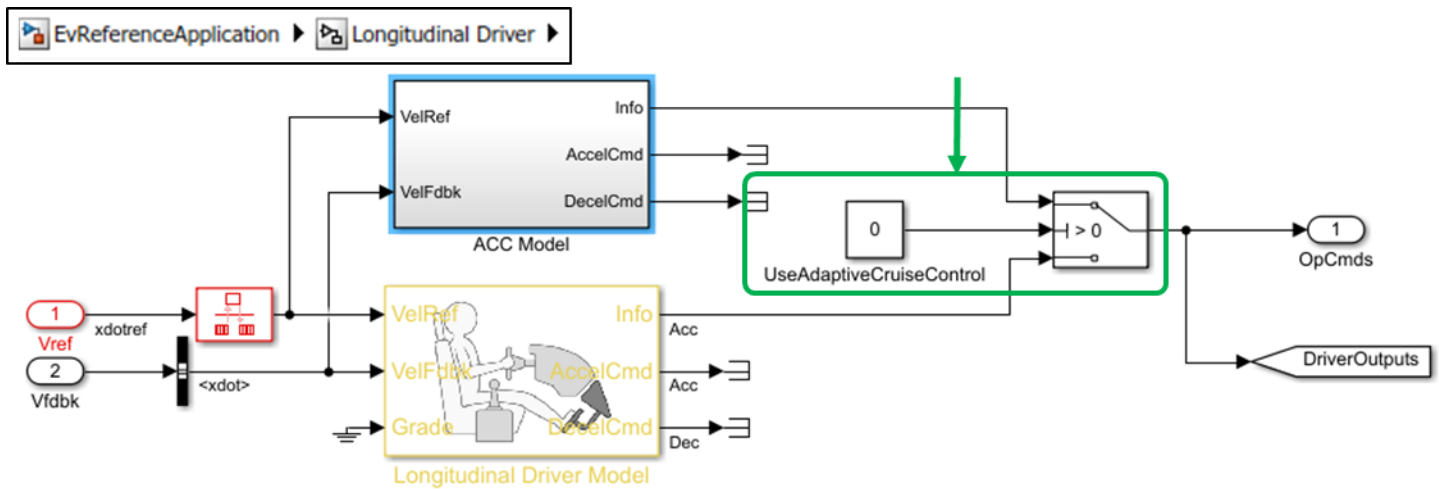 EvReferenceApplication Longitudinal Driver
VelRef
Info
AccelCmd
VelFdbk
DecelCmd
ACC Model
0
UseAdaptiveCruiseControl
> 0
1
OpCmds
1
xdotref
Vref
2
<xdot>
Vfdbk
VelRef
Info
Acc
VelFdbk
AccelCmd
Acc
Grade
DecelCmd
Dec
Longitudinal Driver Model
DriverOutputs